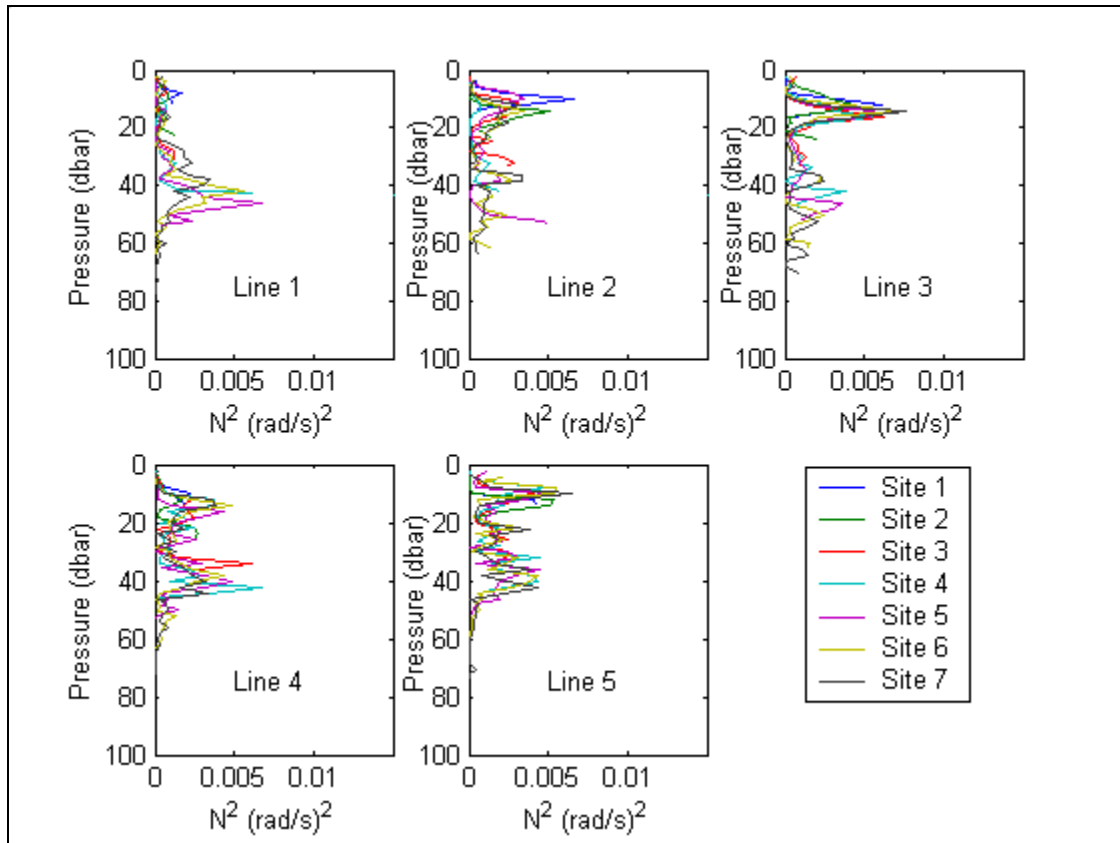 0
20
40
60
80
100
Pressure (dbar)
Line 1
0 0.005 0.01
N² (rad/s)²
0
20
40
60
80
100
Pressure (dbar)
Line 2
0 0.005 0.01
N² (rad/s)²
0
20
40
60
80
100
Pressure (dbar)
Line 3
0 0.005 0.01
N² (rad/s)²
0
20
40
60
80
100
Pressure (dbar)
Line 4
0 0.005 0.01
N² (rad/s)²
0
20
40
60
80
100
Pressure (dbar)
Line 5
0 0.005 0.01
N² (rad/s)²
Site 1
Site 2
Site 3
Site 4
Site 5
Site 6
Site 7